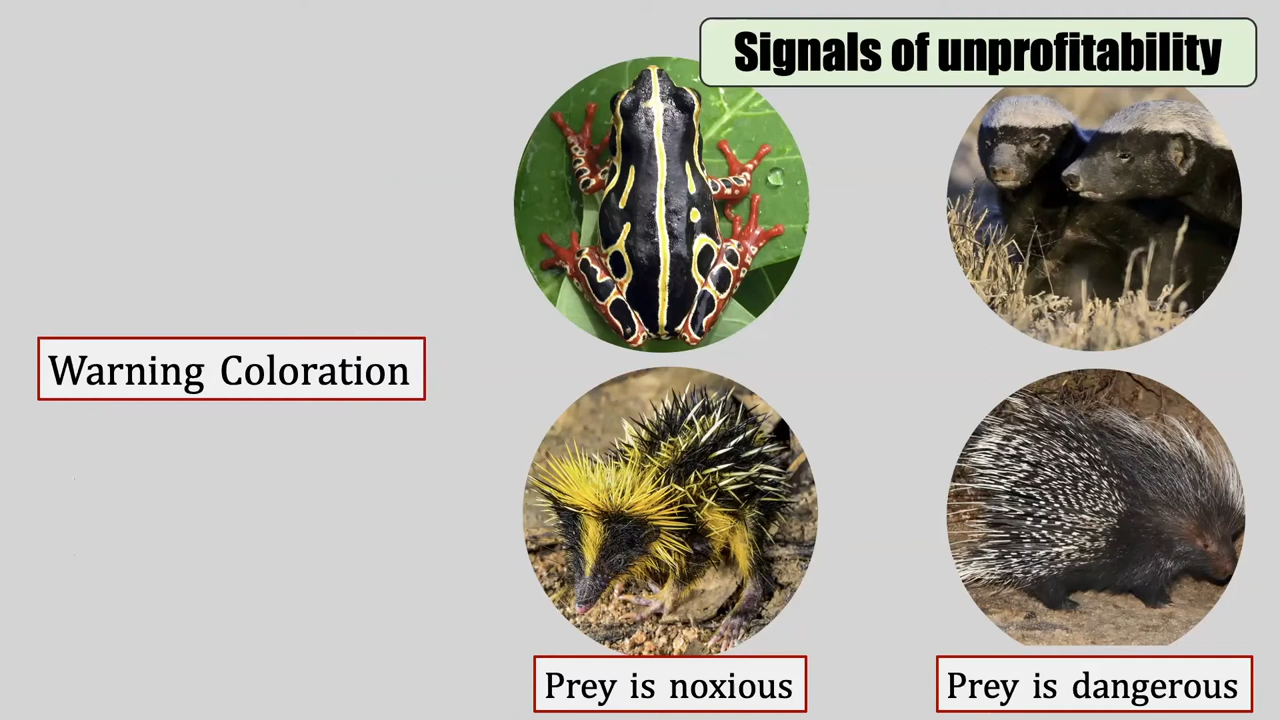 Signals of unprofitability
Warning Coloration
Prey is noxious
Prey is dangerous